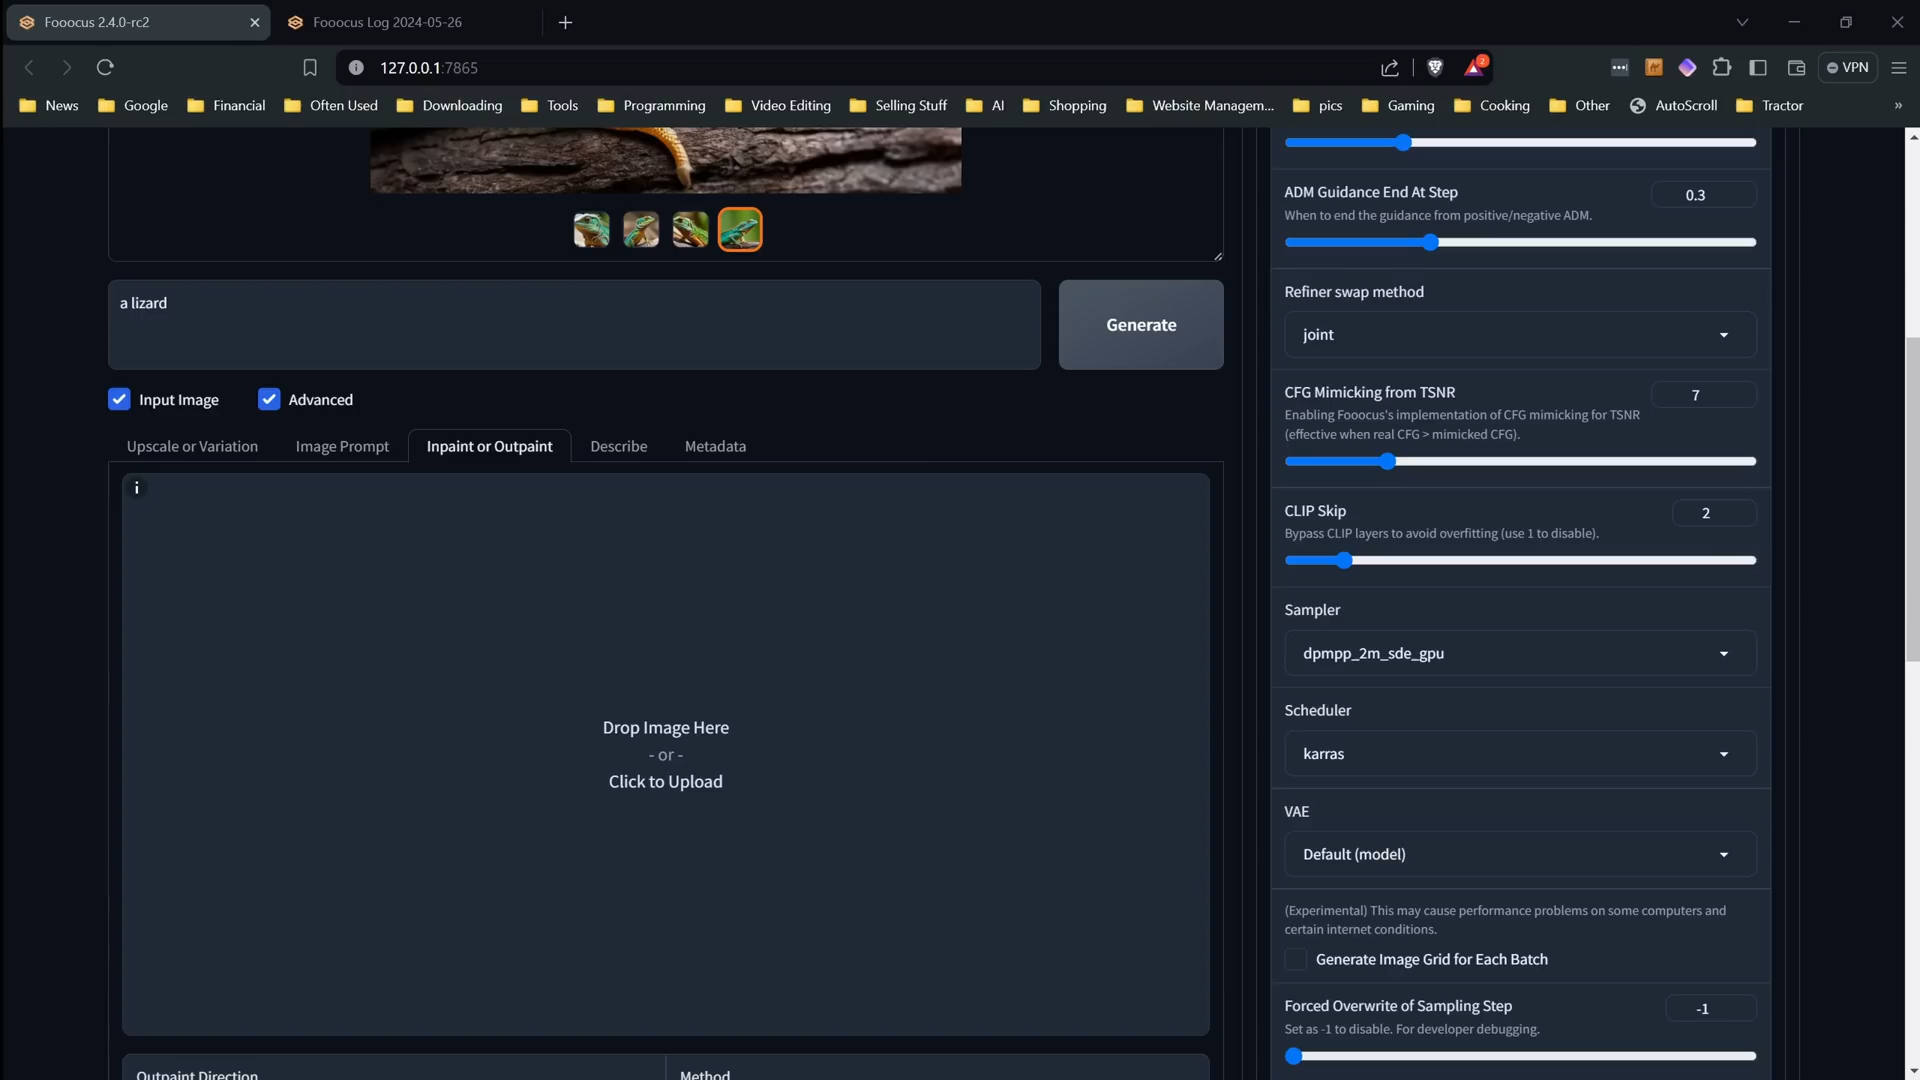 Fooocus 2.4.0-rc2
Fooocus Log 2024-05-26
127.0.0.1:7865
2
VPN
News
Google
Financial
Often Used
Downloading
Tools
Programming
Video Editing
Selling Stuff
AI
Shopping
Website Managem...
pics
Gaming
Cooking
Other
AutoScroll
Tractor
»
a lizard
Generate
Input Image
Advanced
Upscale or Variation
Image Prompt
Inpaint or Outpaint
Describe
Metadata
i
Drop Image Here
- or -
Click to Upload
Outpaint Direction
Method
ADM Guidance End At Step
0.3
When to end the guidance from positive/negative ADM.
Refiner swap method
joint
CFG Mimicking from TSNR
7
Enabling Fooocus's implementation of CFG mimicking for TSNR
(effective when real CFG > mimicked CFG).
CLIP Skip
2
Bypass CLIP layers to avoid overfitting (use 1 to disable).
Sampler
dpmpp_2m_sde_gpu
Scheduler
karras
VAE
Default (model)
(Experimental) This may cause performance problems on some computers and
certain internet conditions.
Generate Image Grid for Each Batch
Forced Overwrite of Sampling Step
-1
Set as -1 to disable. For developer debugging.